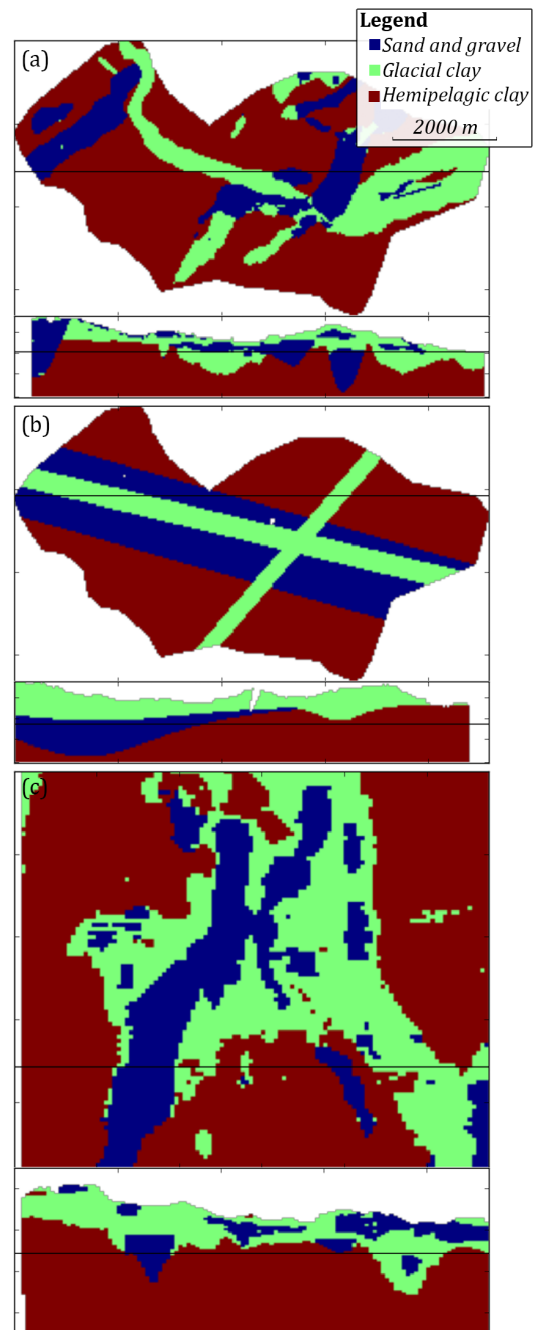 Legend
Sand and gravel
Glacial clay
Hemipelagic clay
2000 m
(a)
(b)
(c)